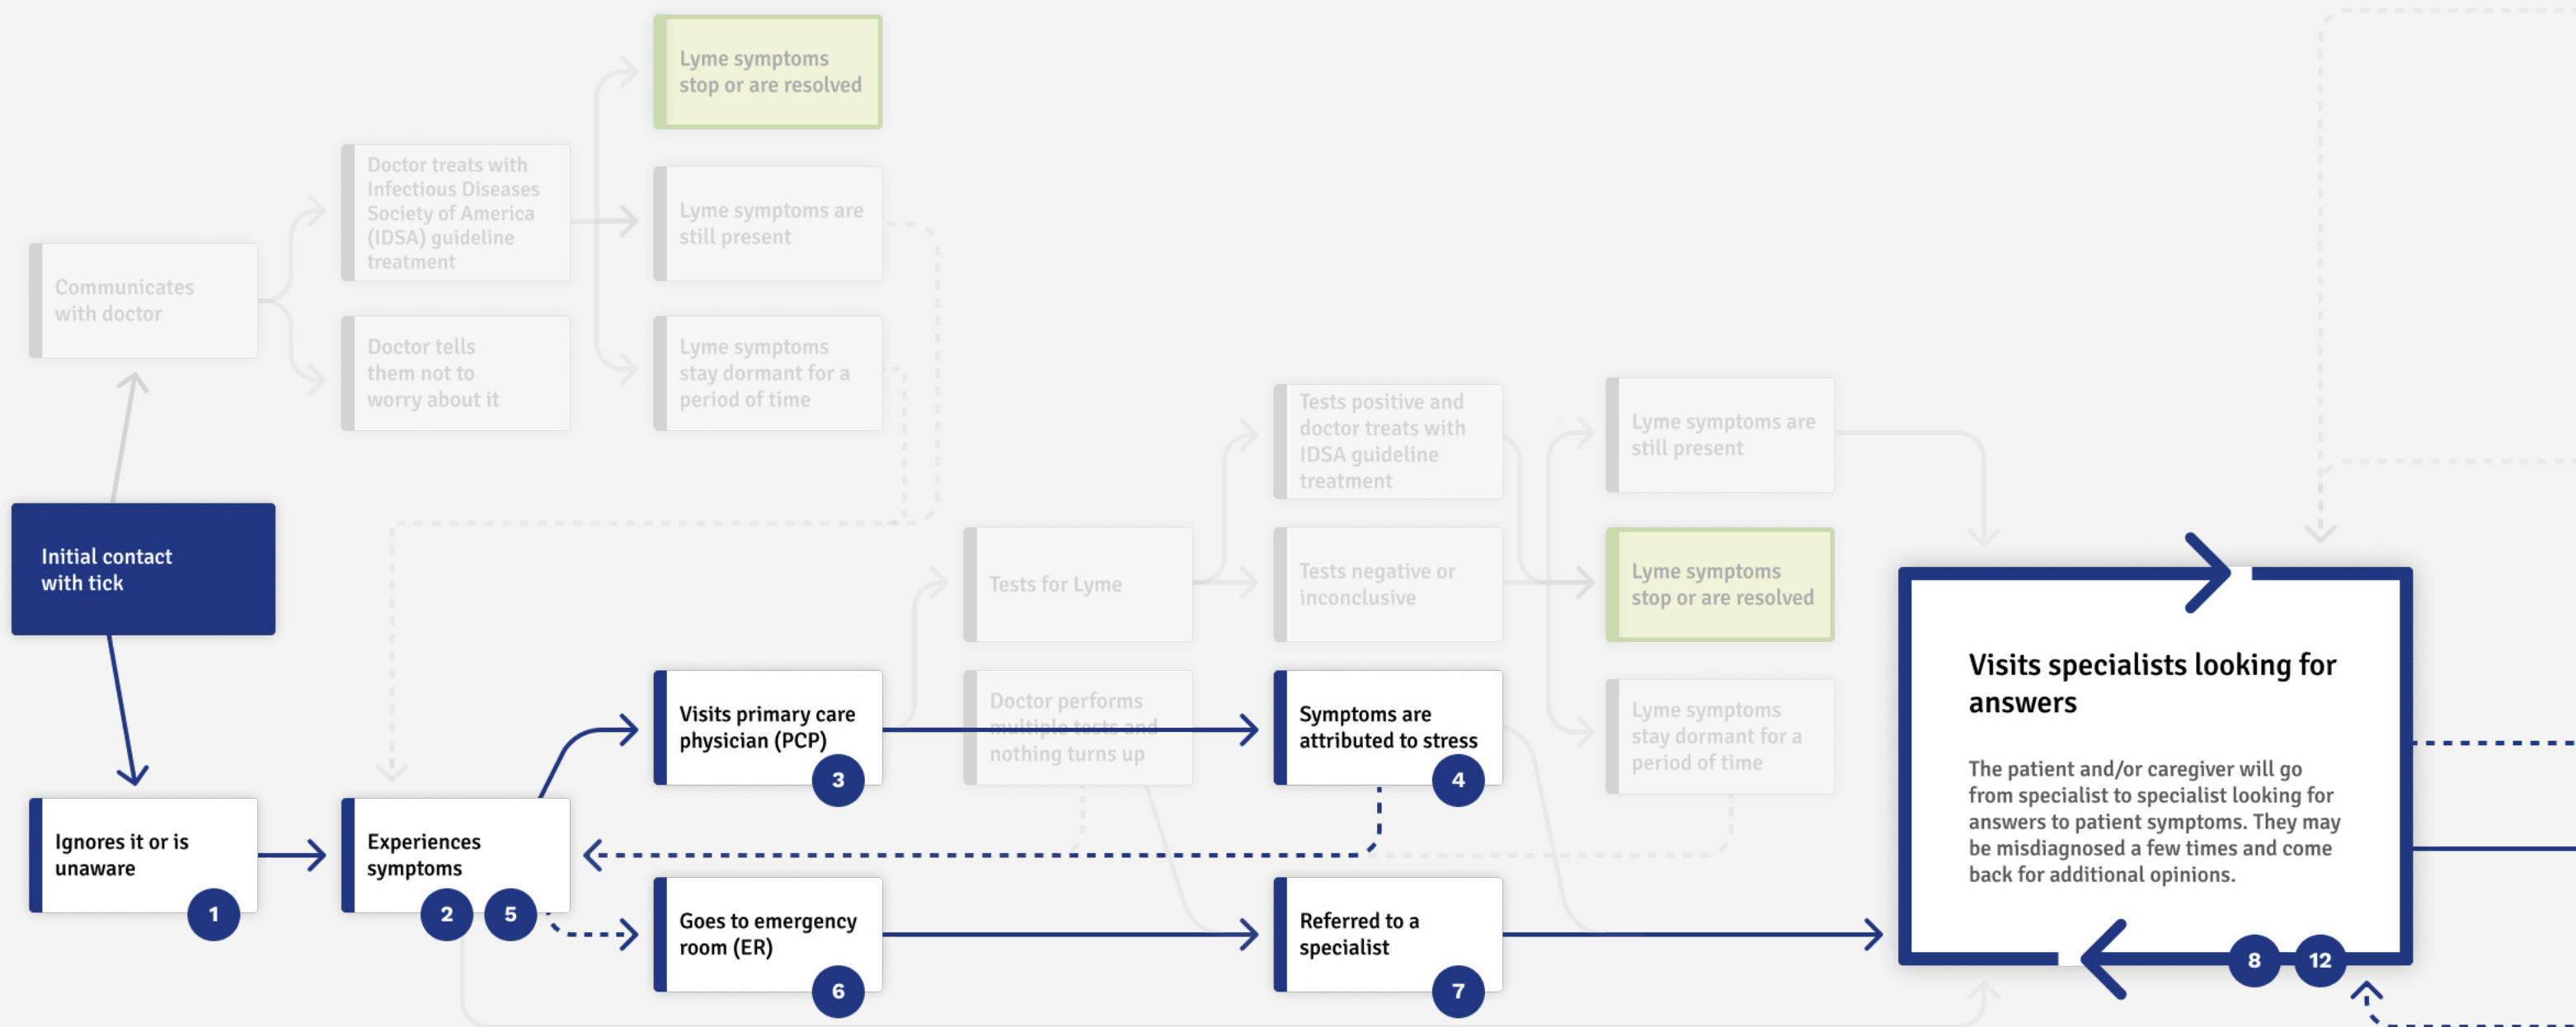 Lyme symptoms
stop or are resolved
Doctor treats with
Infectious Diseases
Society of America
(IDSA) guideline
treatment
Lyme symptoms are
still present
Communicates
with doctor
Doctor tells
them not to
worry about it
Lyme symptoms
stay dormant for a
period of time
Tests positive and
doctor treats with
IDSA guideline
treatment
Lyme symptoms are
still present
Initial contact
with tick
Tests for Lyme
Tests negative or
inconclusive
Lyme symptoms
stop or are resolved
Visits specialists looking for
answers
The patient and/or caregiver will go
from specialist to specialist looking for
answers to patient symptoms. They may
be misdiagnosed a few times and come
back for additional opinions.
8
12
Visits primary care
physician (PCP)
3
Doctor performs
multiple tests and
nothing turns up
Symptoms are
attributed to stress
4
Lyme symptoms
stay dormant for a
period of time
Ignores it or is
unaware
1
Experiences
symptoms
2
5
Goes to emergency
room (ER)
6
Referred to a
specialist
7